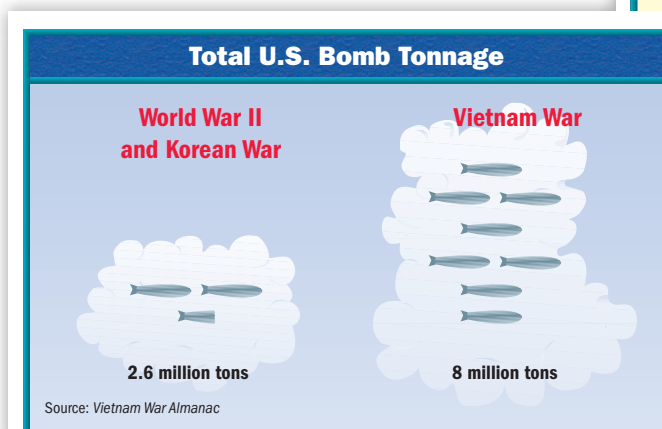 Total U.S. Bomb Tonnage
World War II
and Korean War
Vietnam War
2.6 million tons
8 million tons
Source: Vietnam War Almanac